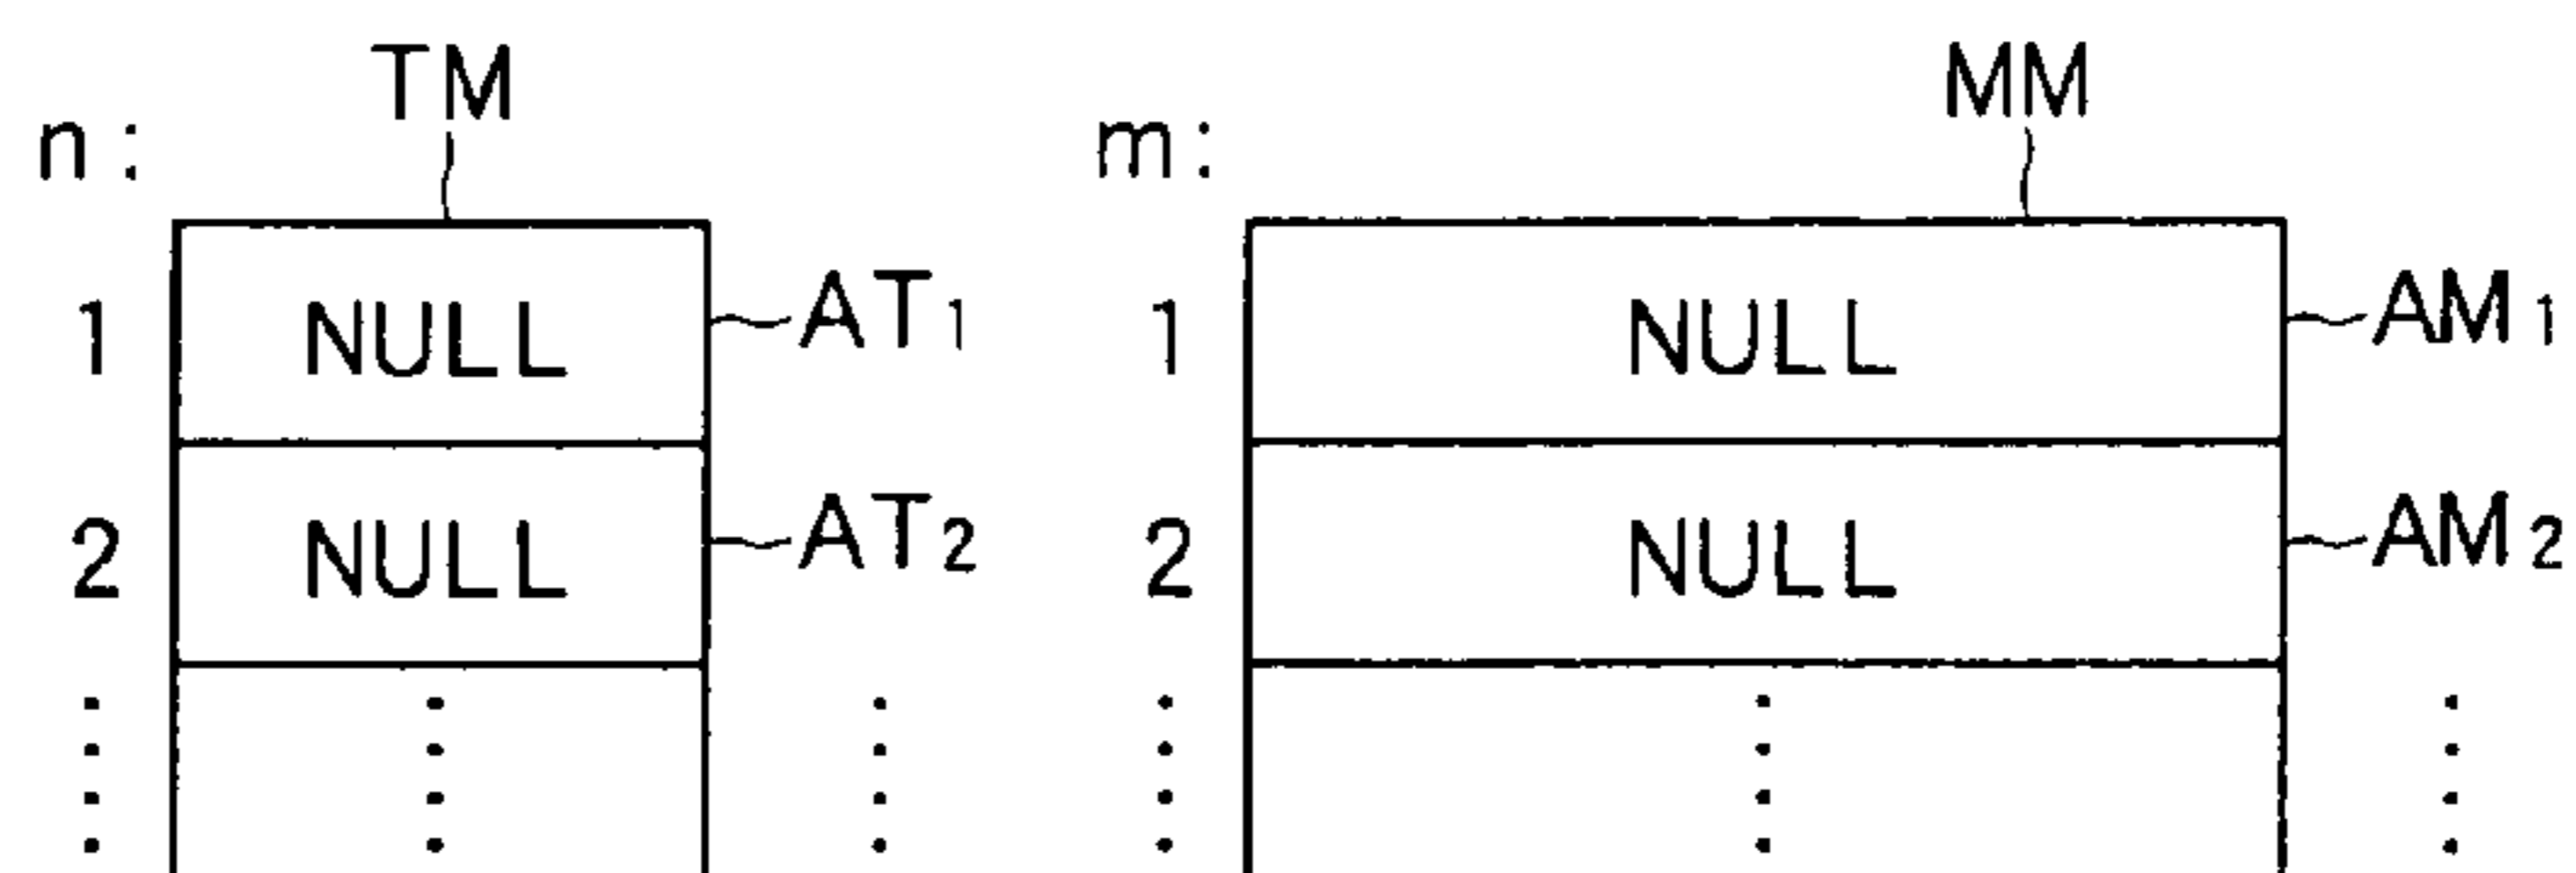 TM MM
n: m:
1 NULL AT1 1 NULL AM1
2 NULL AT2 2 NULL AM2